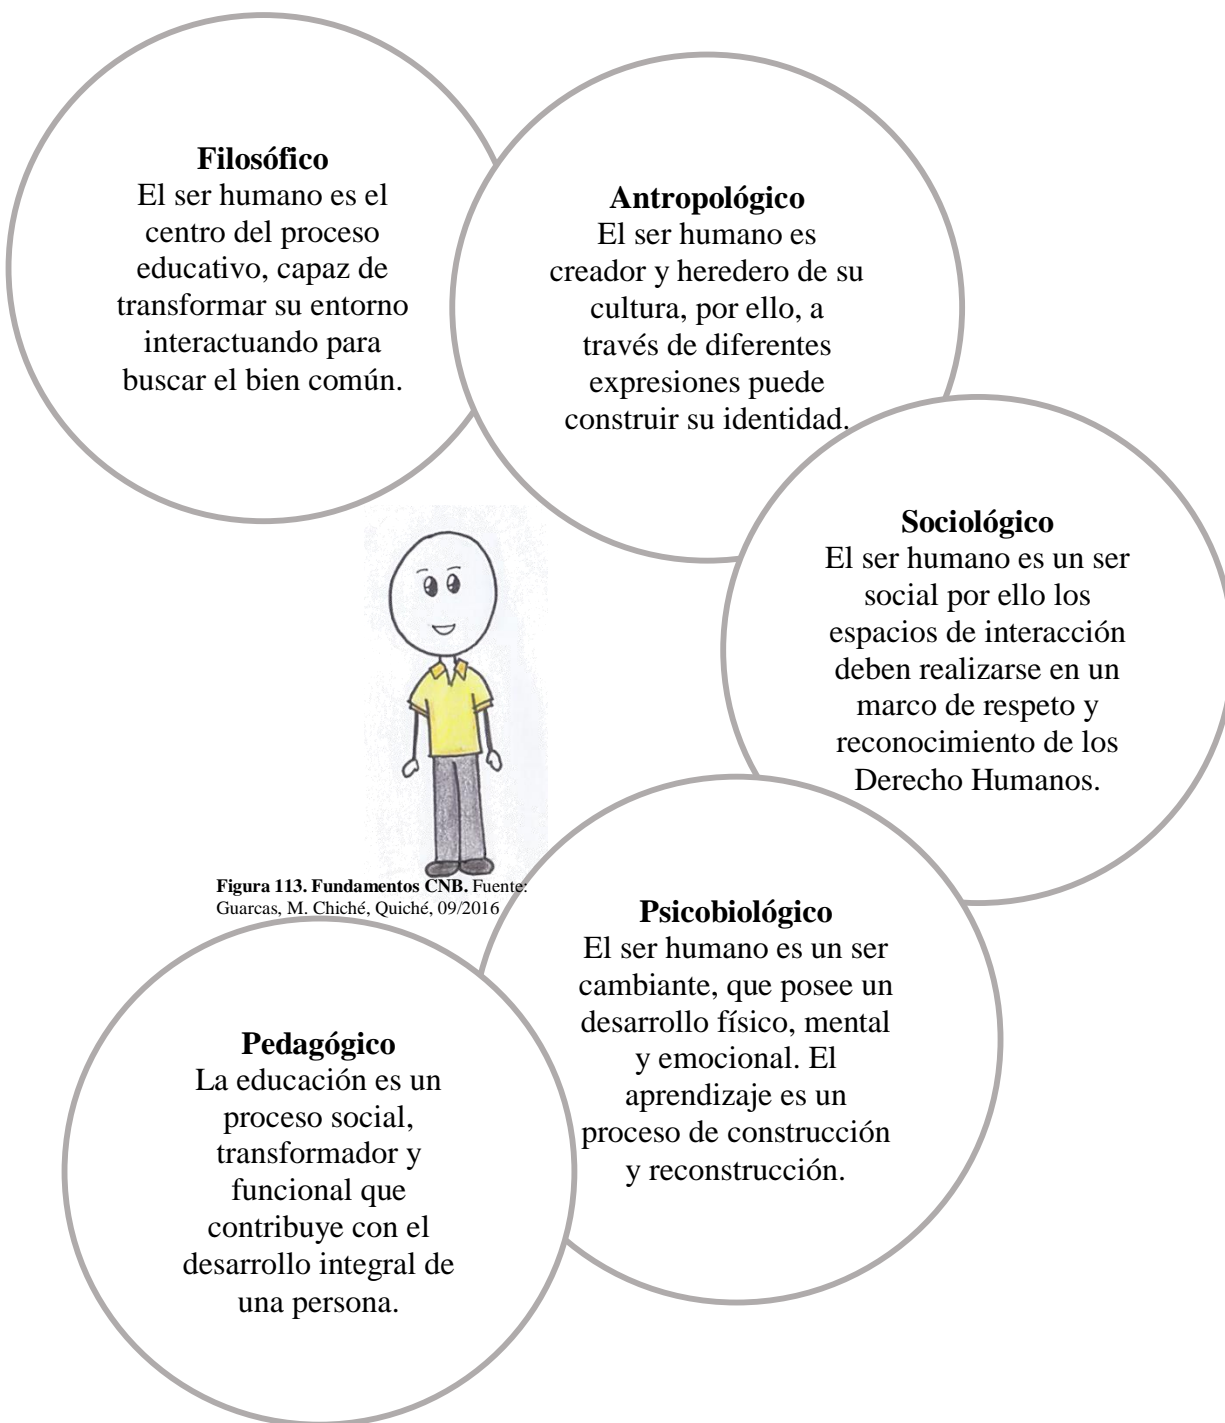 Filosófico
El ser humano es el
centro del proceso
educativo, capaz de
transformar su entorno
interactuando para
buscar el bien común.
Antropológico
El ser humano es
creador y heredero de su
cultura, por ello, a
través de diferentes
expresiones puede
construir su identidad.
Sociológico
El ser humano es un ser
social por ello los
espacios de interacción
deben realizarse en un
marco de respeto y
reconocimiento de los
Derecho Humanos.
Figura 113. Fundamentos CNB. Fuente:
Guarcas, M. Chiché, Quiché, 09/2016
Psicobiológico
El ser humano es un ser
cambiante, que posee un
desarrollo físico, mental
y emocional. El
aprendizaje es un
proceso de construcción
y reconstrucción.
Pedagógico
La educación es un
proceso social,
transformador y
funcional que
contribuye con el
desarrollo integral de
una persona.